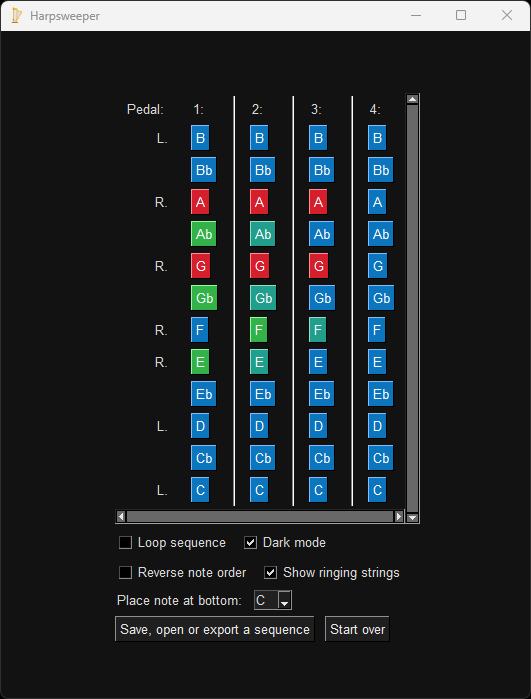 Harpsweeper
Pedal: 1: 2: 3: 4:
L. B B B B
Bb Bb Bb Bb
R. A A A A
Ab Ab Ab Ab
R. G G G G
Gb Gb Gb Gb
R. F F F F
R. E E E E
Eb Eb Eb Eb
L. D D D D
Cb Cb Cb Cb
L. C C C C
Loop sequence Dark mode
Reverse note order Show ringing strings
Place note at bottom: C
Save, open or export a sequence Start over